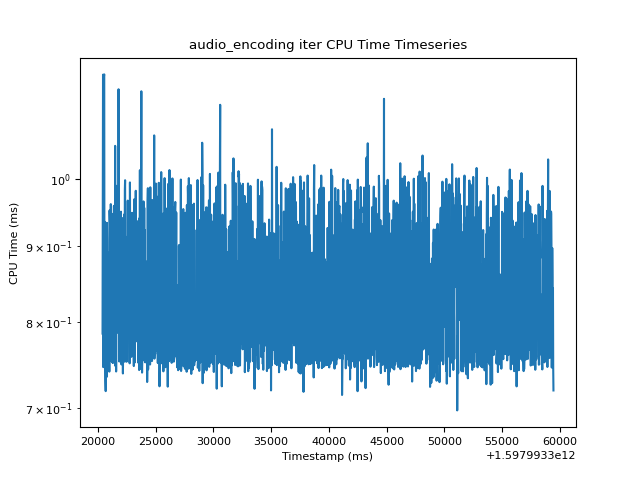 audio_encoding iter CPU Time Timeseries
CPU Time (ms)
10⁰
9 × 10⁻¹
8 × 10⁻¹
7 × 10⁻¹
20000 25000 30000 35000 40000 45000 50000 55000 60000
Timestamp (ms)
+1.5979933e12